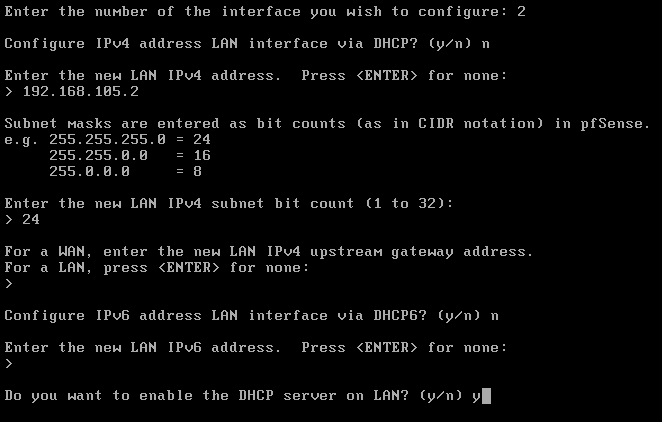 Enter the number of the interface you wish to configure: 2
Configure IPv4 address LAN interface via DHCP? (y/n) n
Enter the new LAN IPv4 address.  Press <ENTER> for none:
> 192.168.105.2
Subnet masks are entered as bit counts (as in CIDR notation) in pfSense.
e.g. 255.255.255.0 = 24
     255.255.0.0   = 16
     255.0.0.0     = 8
Enter the new LAN IPv4 subnet bit count (1 to 32):
> 24
For a WAN, enter the new LAN IPv4 upstream gateway address.
For a LAN, press <ENTER> for none:
>
Configure IPv6 address LAN interface via DHCP6? (y/n) n
Enter the new LAN IPv6 address.  Press <ENTER> for none:
>
Do you want to enable the DHCP server on LAN? (y/n) y